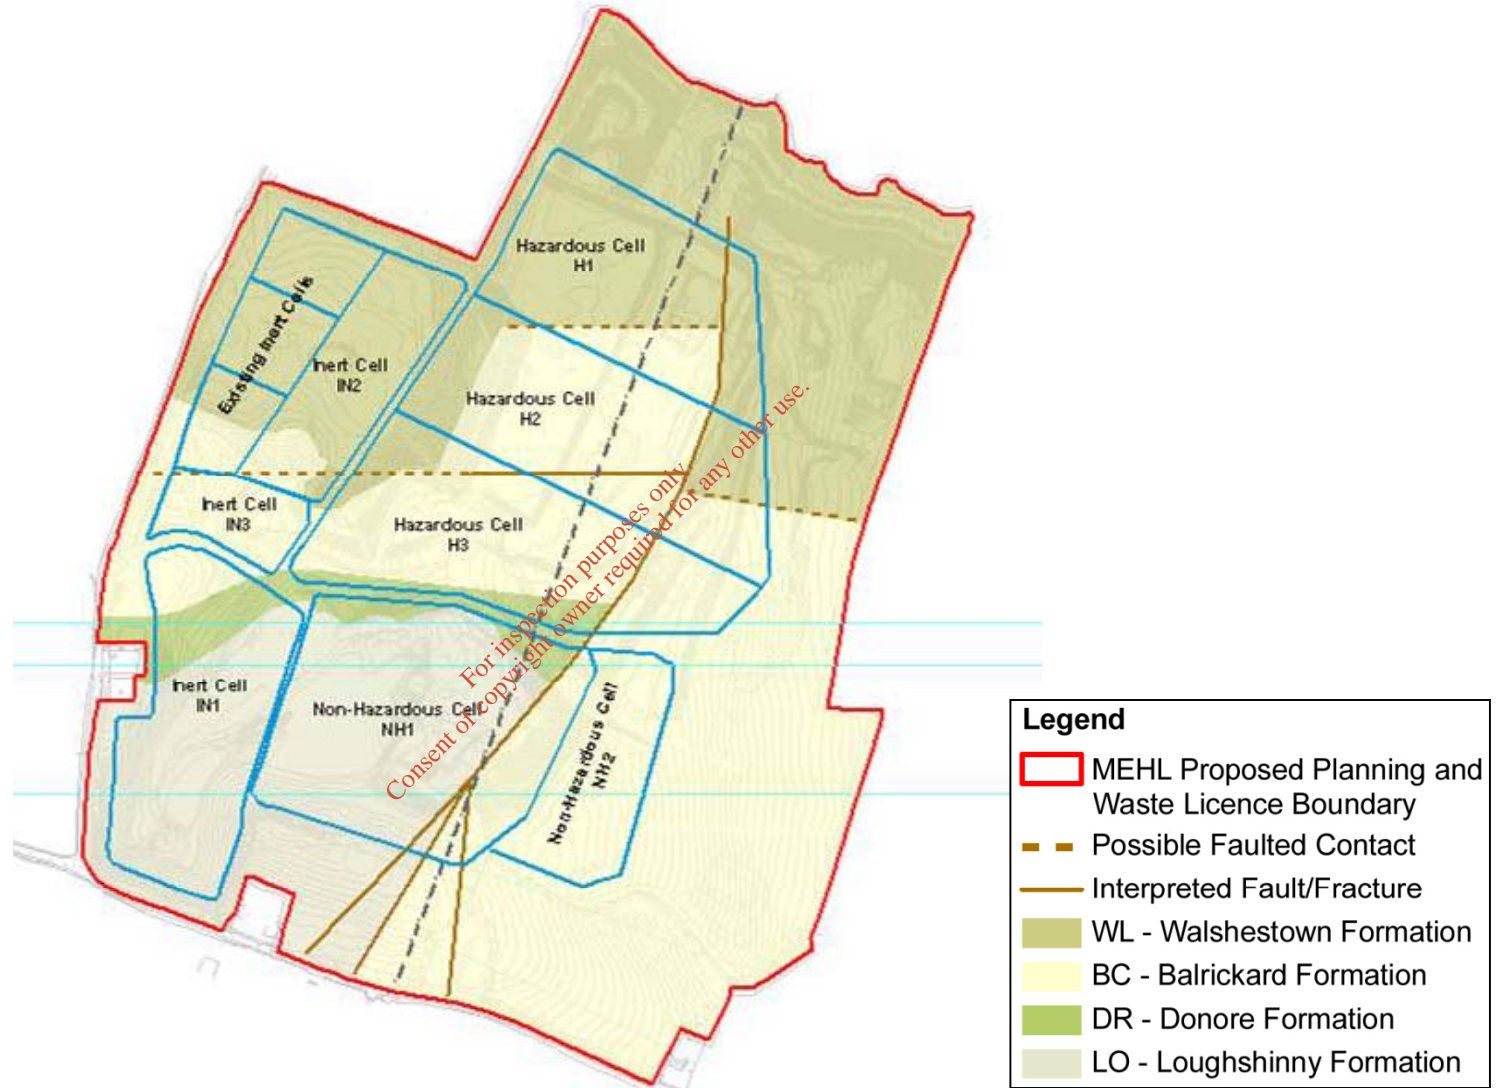 Hazardous Cell
H1
Existing Inert Cells
Inert Cell
IN2
Hazardous Cell
H2
Inert Cell
IN3
Hazardous Cell
H3
For inspection purposes only.
Consent of copyright owner required for any other use.
Inert Cell
IN1
Non-Hazardous Cell
NH1
Non-Hazardous Cell
NH2
Legend
MEHL Proposed Planning and
Waste Licence Boundary
Possible Faulted Contact
Interpreted Fault/Fracture
WL - Walshestown Formation
BC - Balrickard Formation
DR - Donore Formation
LO - Loughshinny Formation